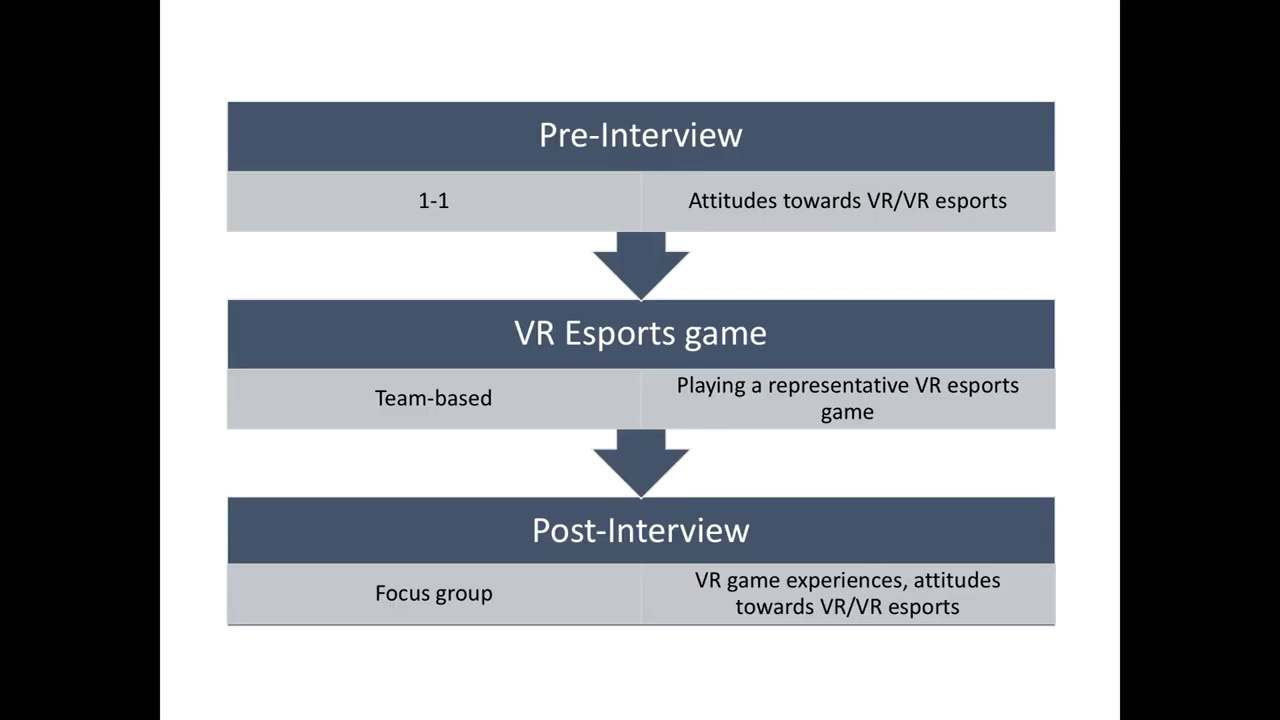 Pre-Interview
1-1
Attitudes towards VR/VR esports
VR Esports game
Team-based
Playing a representative VR esports
game
Post-Interview
Focus group
VR game experiences, attitudes
towards VR/VR esports